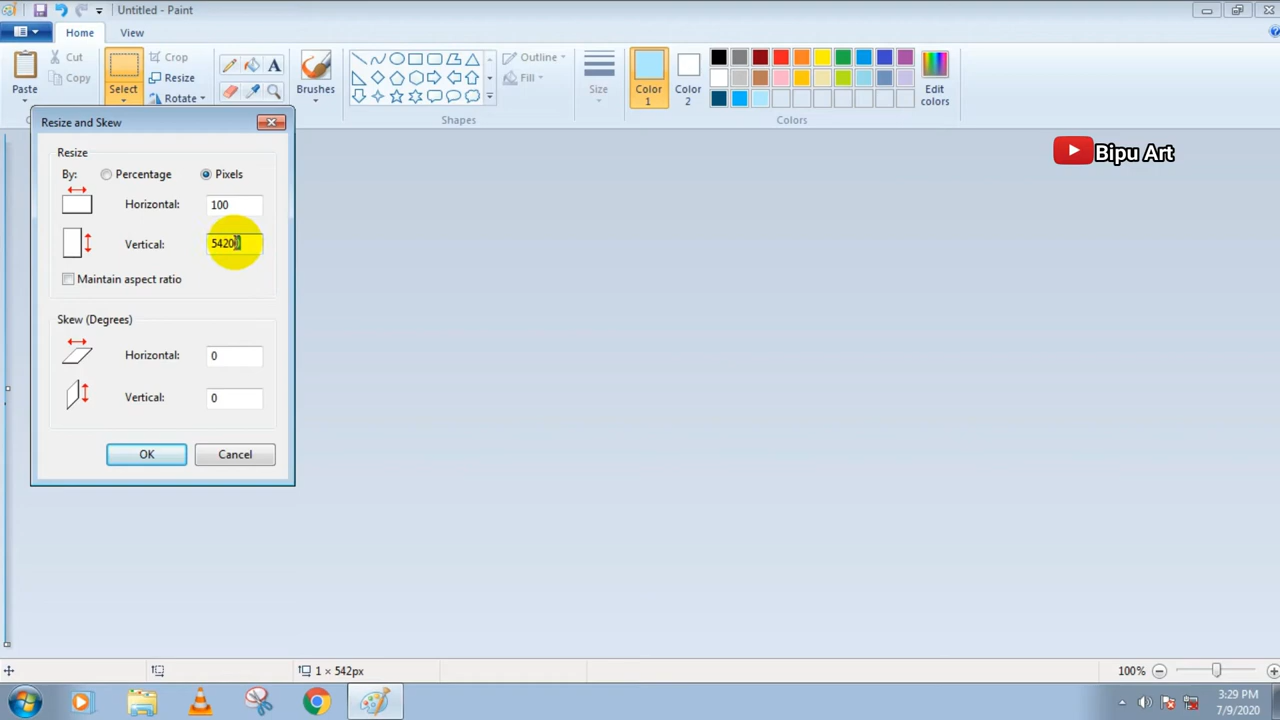 Untitled - Paint
Home
View
Paste
Cut
Copy
Select
Crop
Resize
Rotate
A
Brushes
Outline
Fill
Shapes
Size
Color 1
Color 2
Edit colors
Colors
Resize and Skew
Resize
By:
Percentage
Pixels
Horizontal:
100
Vertical:
5420
Maintain aspect ratio
Skew (Degrees)
Horizontal:
0
Vertical:
0
OK
Cancel
Bipu Art
1 × 542px
100%
3:29 PM
7/9/2020